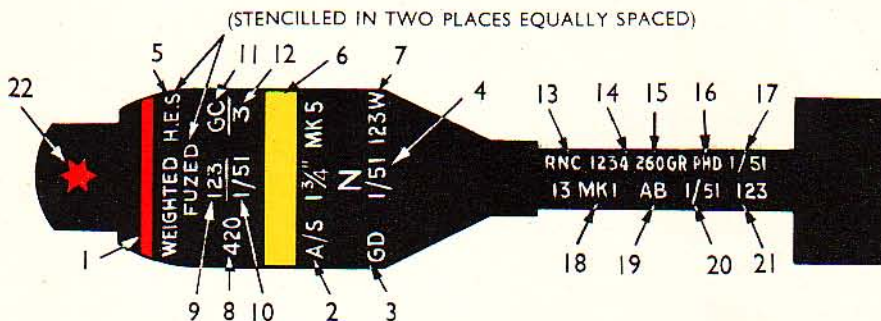 (STENCILLED IN TWO PLACES EQUALLY SPACED)
5 11 12 6 7
22 4 13 14 15 16 17
WEIGHTED H.E.S
FUZED
123 GC
420 1/51 3
A/S 1¾" MK 5
N
GD 1/51 123W
RNC 1234 260GR PHD 1/51
13 MK1 AB 1/51 123
1 18 19 20 21
9 8 10 2 3